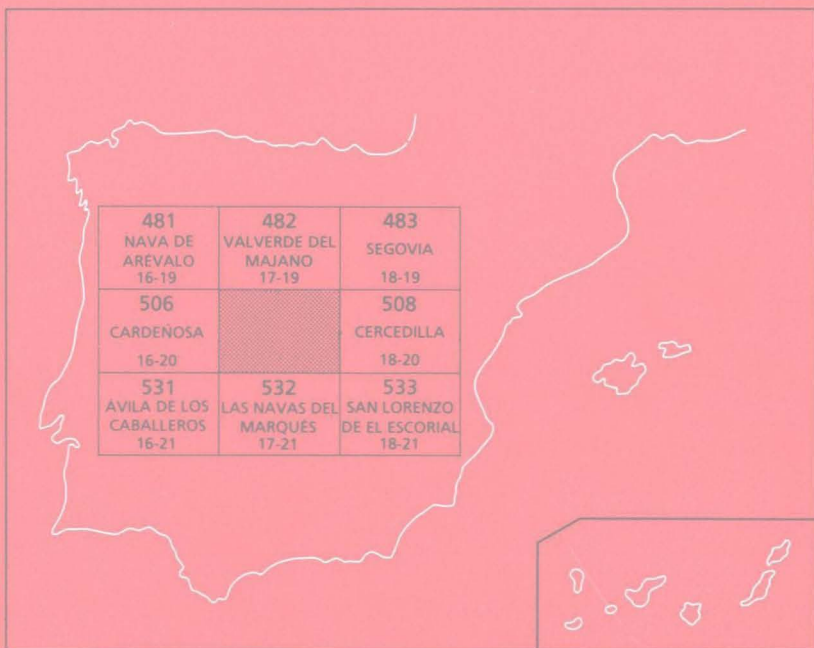 481
NAVA DE
AREVALO
16-19
482
VALVERDE DEL
MAJANO
17-19
483
SEGOVIA
18-19
506
CARDEÑOSA
16-20
508
CERCEDILLA
18-20
531
ÁVILA DE LOS
CABALLEROS
16-21
532
LAS NAVAS DEL
MARQUÉS
17-21
533
SAN LORENZO
DE EL ESCORIAL
18-21